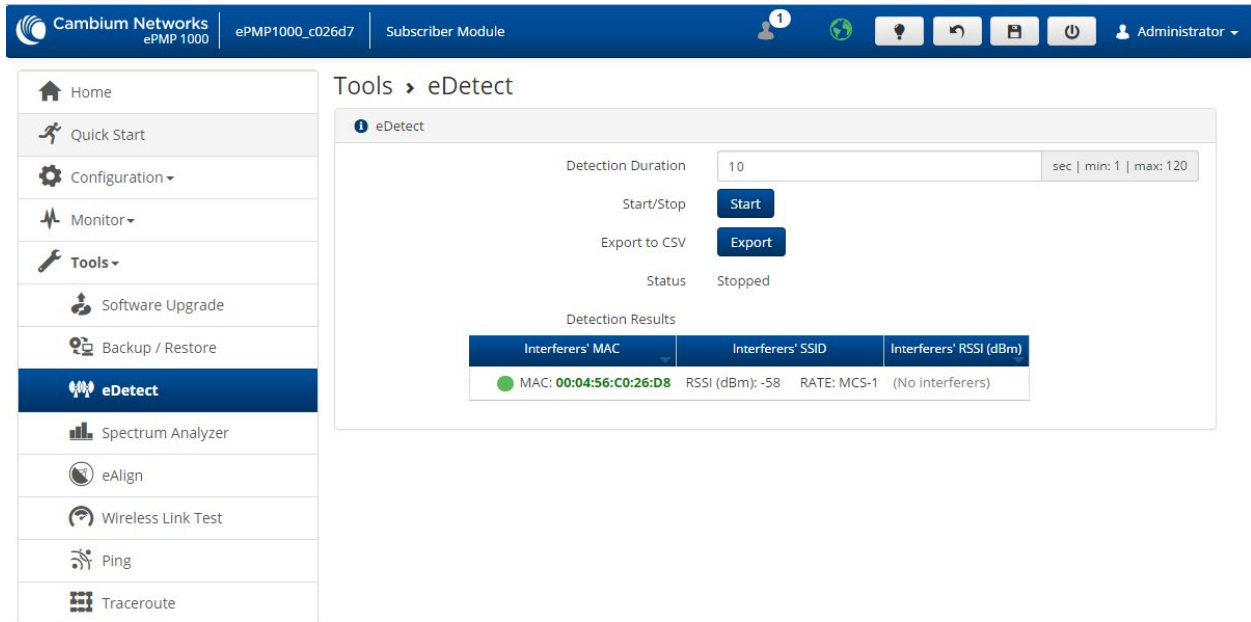 Cambium Networks
ePMP 1000
ePMP1000_c026d7
Subscriber Module
1
Administrator
Home
Quick Start
Configuration
Monitor
Tools
Software Upgrade
Backup / Restore
eDetect
Spectrum Analyzer
eAlign
Wireless Link Test
Ping
Traceroute
Tools › eDetect
eDetect
Detection Duration 10 sec | min: 1 | max: 120
Start/Stop Start
Export to CSV Export
Status Stopped
Detection Results
Interferers' MAC Interferers' SSID Interferers' RSSI (dBm)
MAC: 00:04:56:C0:26:D8 RSSI (dBm): -58 RATE: MCS-1 (No interferers)